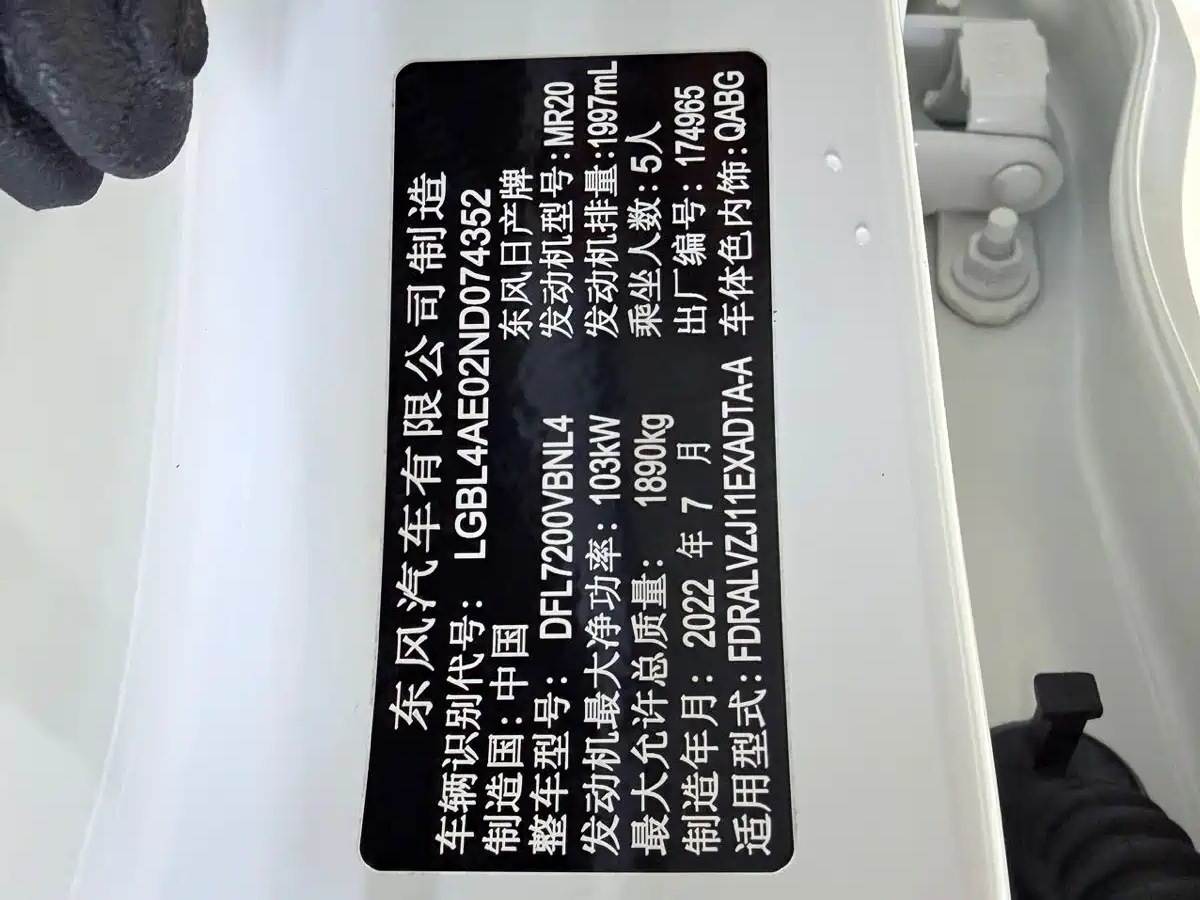 东风汽车有限公司制造
车辆识别代号: LGBL4AE02ND074352
制造国:中国 东风日产牌
整车型号: DFL7200VBNL4 发动机型号:MR20
发动机最大净功率: 103kW 发动机排量:1997mL
最大允许总质量: 1890kg 乘坐人数:5人
制造年月: 2022 年 7 月 出厂编号: 174965
适用型式:FDRALVZJ11EXADTA-A 车体色内饰:QABG